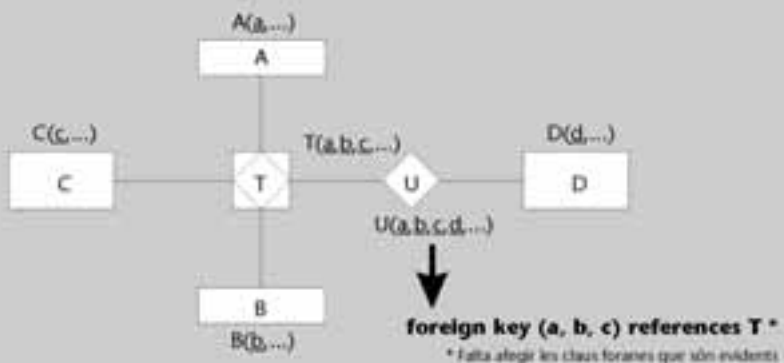 A(a,...)
A
C(c,...)
T(a,b,c,...)
D(d,...)
C
T
U
D
U(a,b,c,d,...)
B
B(b,...)
foreign key (a, b, c) references T *
* Falta afegir les claus foranes que són evidents